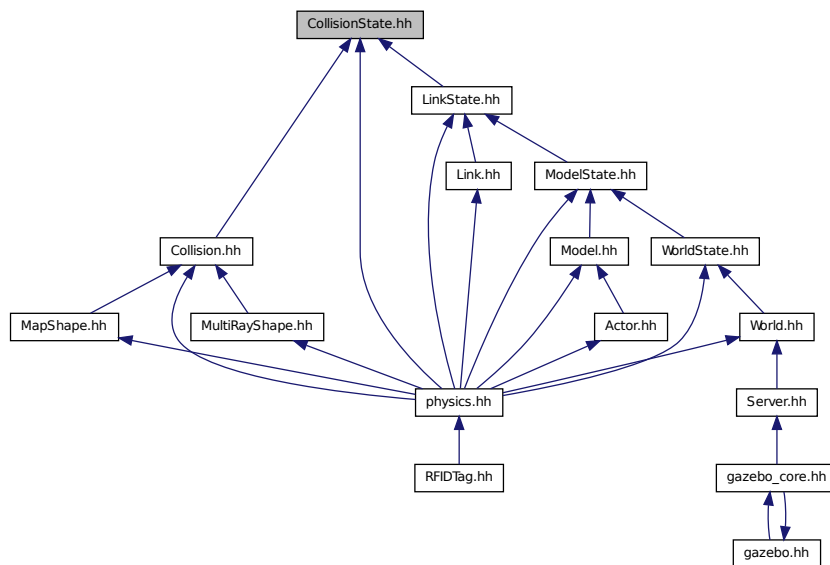 CollisionState.hh
LinkState.hh
Link.hh
ModelState.hh
Collision.hh
Model.hh
WorldState.hh
MapShape.hh
MultiRayShape.hh
Actor.hh
World.hh
physics.hh
Server.hh
RFIDTag.hh
gazebo_core.hh
gazebo.hh